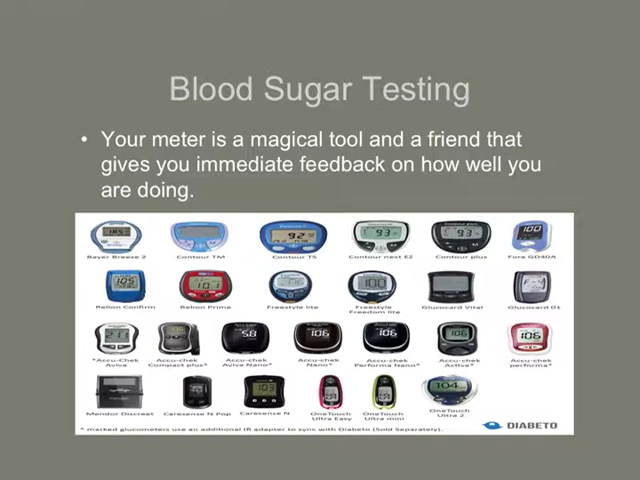 Blood Sugar Testing
• Your meter is a magical tool and a friend that
gives you immediate feedback on how well you
are doing.
Bayer Breeze 2 Contour TM Contour TS Contour next EZ Contour plus Fora GD40A
Relion Confirm Relion Prime Freestyle lite Freestyle Freedom lite Glucocard Vital Glucocard 01
*Accu-Chek Aviva Accu-chek Compact plus* Accu-chek Aviva Nano* Accu-chek Nano* Accu-chek Performa Nano* Accu-chek Active* Accu-chek performa*
Mendor Discreet Caresense N Pop Caresense N OneTouch Ultra Easy OneTouch Ultra mini OneTouch Ultra 2
* marked glucometers use an additional IR adapter to sync with Diabeto (Sold Separately).
DIABETO